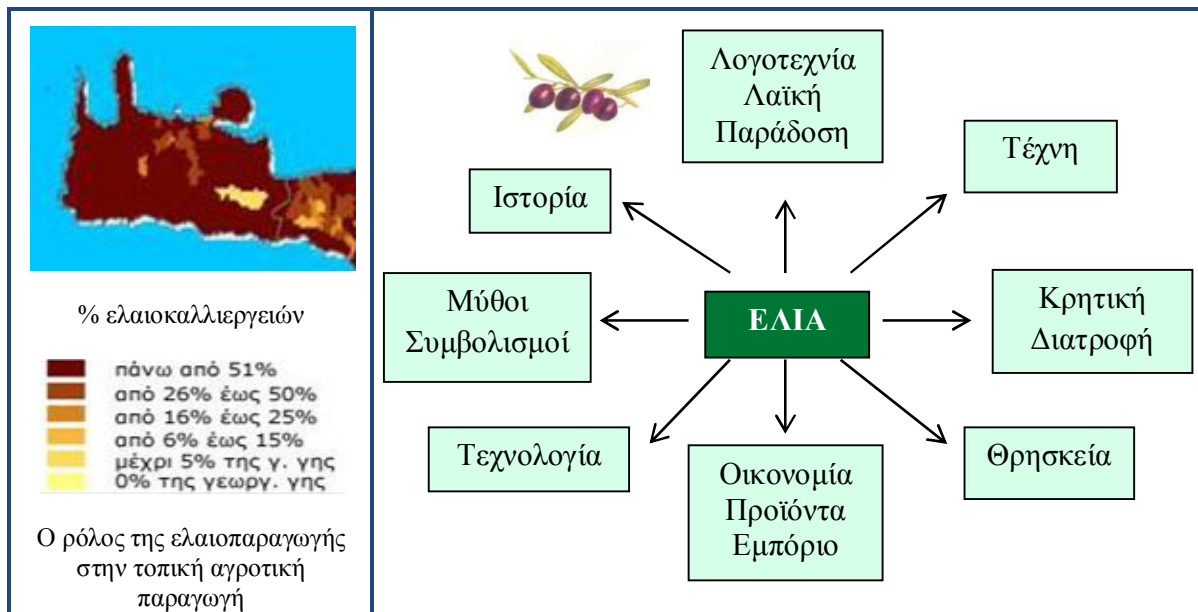 % ελαιοκαλλιεργειών
πάνω από 51%
από 26% έως 50%
από 16% έως 25%
από 6% έως 15%
μέχρι 5% της γ. γης
0% της γεωργ. γης
Ο ρόλος της ελαιοπαραγωγής
στην τοπική αγροτική
παραγωγή
Λογοτεχνία
Λαϊκή
Παράδοση
Τέχνη
Ιστορία
Μύθοι
Συμβολισμοί
ΕΛΙΑ
Κρητική
Διατροφή
Τεχνολογία
Οικονομία
Προϊόντα
Εμπόριο
Θρησκεία